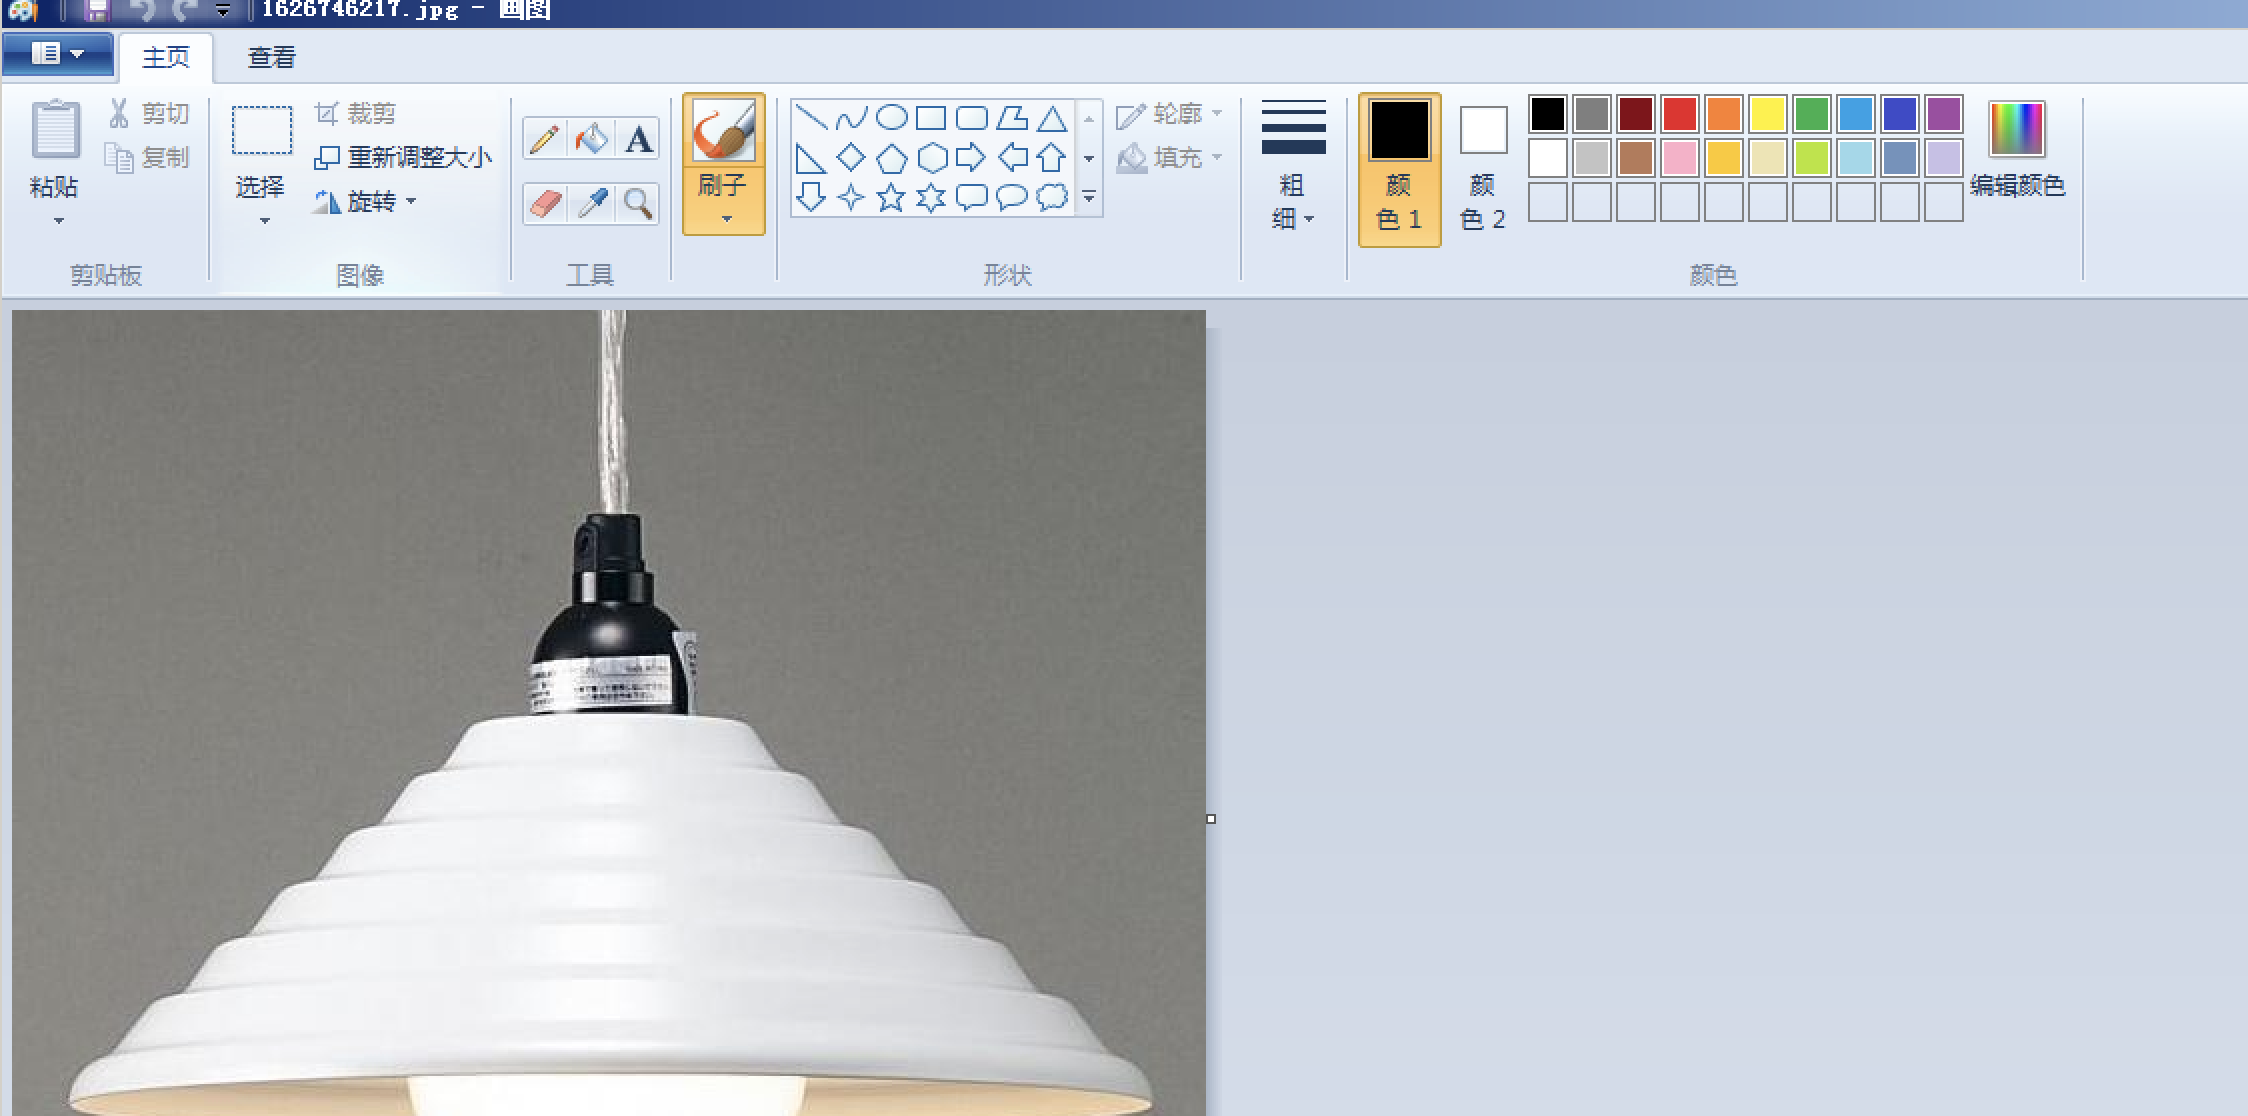 1626746217.jpg - 画图
主页
查看
粘贴
剪切
复制
剪贴板
选择
裁剪
重新调整大小
旋转
图像
A
工具
刷子
轮廓
填充
形状
粗
细
颜
色 1
颜
色 2
编辑颜色
颜色